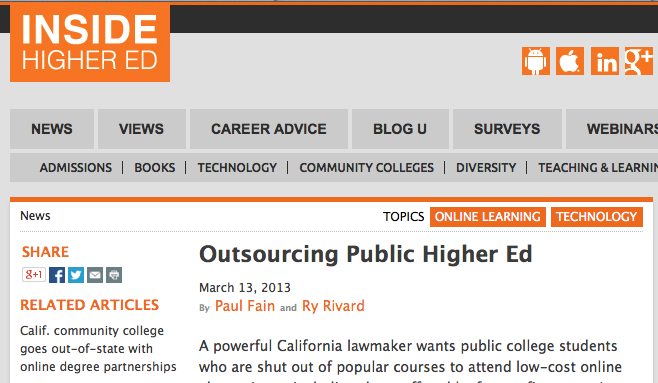 INSIDE
HIGHER ED
in g+
NEWS VIEWS CAREER ADVICE BLOG U SURVEYS WEBINARS
ADMISSIONS | BOOKS | TECHNOLOGY | COMMUNITY COLLEGES | DIVERSITY | TEACHING & LEARNIN
News
TOPICS ONLINE LEARNING TECHNOLOGY
SHARE
g+1 f
RELATED ARTICLES
Calif. community college
goes out-of-state with
online degree partnerships
Outsourcing Public Higher Ed
March 13, 2013
By Paul Fain and Ry Rivard
A powerful California lawmaker wants public college students
who are shut out of popular courses to attend low-cost online